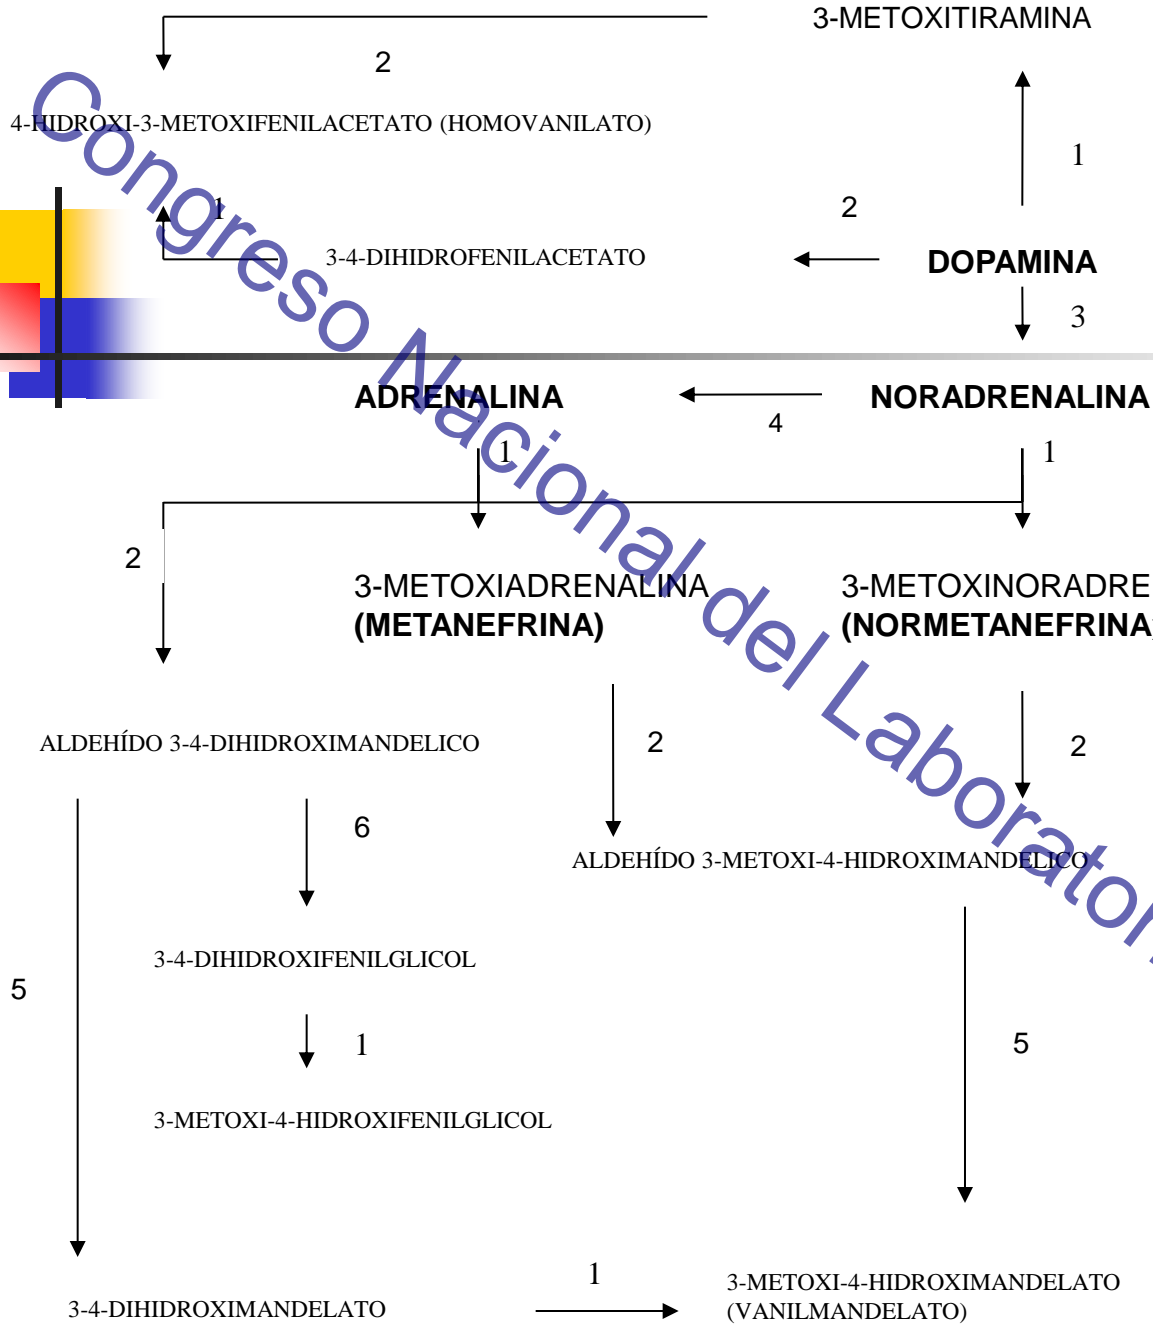 3-METOXITIRAMINA
2
4-HIDROXI-3-METOXIFENILACETATO (HOMOVANILATO)
1
1
2
3-4-DIHIDROFENILACETATO
DOPAMINA
3
ADRENALINA
NORADRENALINA
4
1
1
2
3-METOXIADRENALINA
(METANEFRINA)
3-METOXINORADRE
(NORMETANEFRINA)
ALDEHÍDO 3-4-DIHIDROXIMANDELICO
2
2
6
ALDEHÍDO 3-METOXI-4-HIDROXIMANDELICO
3-4-DIHIDROXIFENILGLICOL
5
1
5
3-METOXI-4-HIDROXIFENILGLICOL
1
3-4-DIHIDROXIMANDELATO
3-METOXI-4-HIDROXIMANDELATO
(VANILMANDELATO)
Congreso Nacional del Laborator